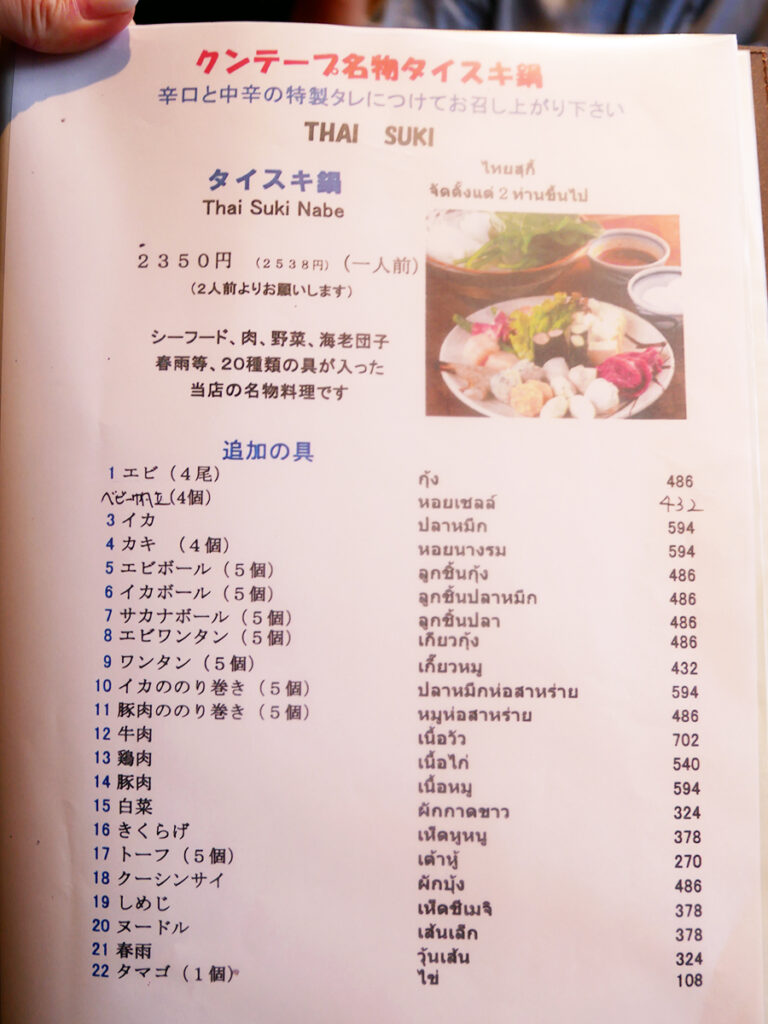 クンテープ名物タイスキ鍋
辛口と中辛の特製タレにつけてお召し上がり下さい
THAI SUKI
タイスキ鍋
Thai Suki Nabe
ไทยสุกี้
จัดตั้งแต่ 2 ท่านขึ้นไป
2350円 (2538円) (一人前)
(2人前よりお願いします)
シーフード、肉、野菜、海老団子
春雨等、20種類の具が入った
当店の名物料理です
追加の具
1 エビ (4尾) กุ้ง 486
ベビー帆立(4個) หอยเชลล์ 432
3 イカ ปลาหมึก 594
4 カキ (4個) หอยนางรม 594
5 エビボール (5個) ลูกชิ้นกุ้ง 486
6 イカボール (5個) ลูกชิ้นปลาหมึก 486
7 サカナボール (5個) ลูกชิ้นปลา 486
8 エビワンタン (5個) เกี๊ยวกุ้ง 486
9 ワンタン (5個) เกี๊ยวหมู 432
10 イカののり巻き (5個) ปลาหมึกห่อสาหร่าย 594
11 豚肉ののり巻き (5個) หมูห่อสาหร่าย 486
12 牛肉 เนื้อวัว 702
13 鶏肉 เนื้อไก่ 540
14 豚肉 เนื้อหมู 594
15 白菜 ผักกาดขาว 324
16 きくらげ เห็ดหูหนู 378
17 トーフ (5個) เต้าหู้ 270
18 クーシンサイ ผักบุ้ง 486
19 しめじ เห็ดชิเมจิ 378
20 ヌードル เส้นเล็ก 378
21 春雨 วุ้นเส้น 324
22 タマゴ (1個) ไข่ 108